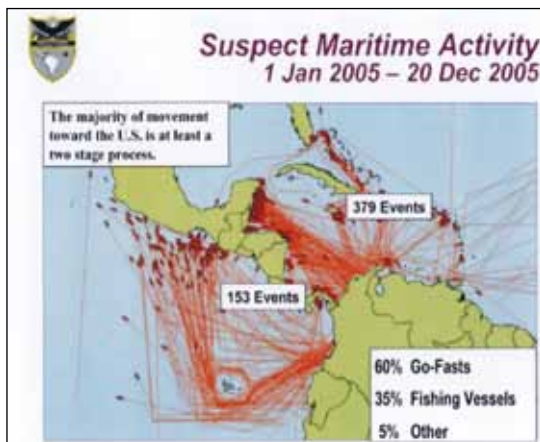 Suspect Maritime Activity
1 Jan 2005 – 20 Dec 2005
The majority of movement
toward the U.S. is at least a
two stage process.
379 Events
153 Events
60% Go-Fasts
35% Fishing Vessels
5% Other